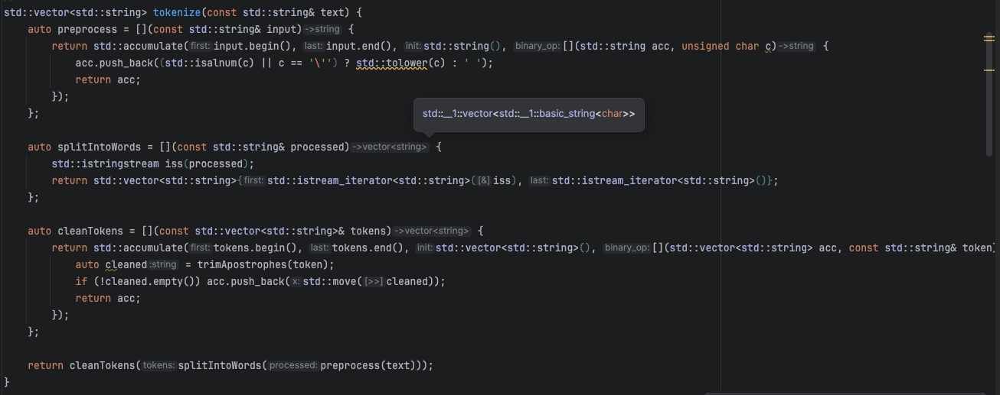 std::vector<std::string> tokenize(const std::string& text) {
    auto preprocess = [](const std::string& input) ->string {
        return std::accumulate( first: input.begin(), last: input.end(), init: std::string(), binary_op: [](std::string acc, unsigned char c) ->string {
            acc.push_back((std::isalnum(c) || c == '\'') ? std::tolower(c) : ' ');
            return acc;
        });
    };
std::__1::vector<std::__1::basic_string<char>>
    auto splitIntoWords = [](const std::string& processed) ->vector<string> {
        std::istringstream iss(processed);
        return std::vector<std::string>{ first: std::istream_iterator<std::string>( [&] iss), last: std::istream_iterator<std::string>()};
    };
    auto cleanTokens = [](const std::vector<std::string>& tokens) ->vector<string> {
        return std::accumulate( first: tokens.begin(), last: tokens.end(), init: std::vector<std::string>(), binary_op: [](std::vector<std::string> acc, const std::string& token)
            auto cleaned :string = trimApostrophes(token);
            if (!cleaned.empty()) acc.push_back( x: std::move( [>>] cleaned));
            return acc;
        });
    };
    return cleanTokens( tokens: splitIntoWords( processed: preprocess(text)));
}